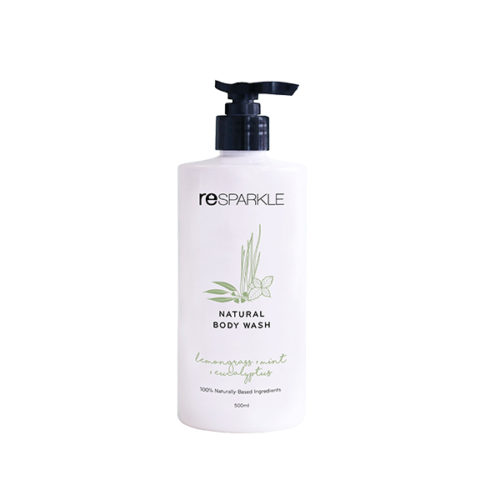 reSPARKLE
NATURAL
BODY WASH
lemongrass + mint
+ eucalyptus
100% Naturally Based Ingredients
500ml